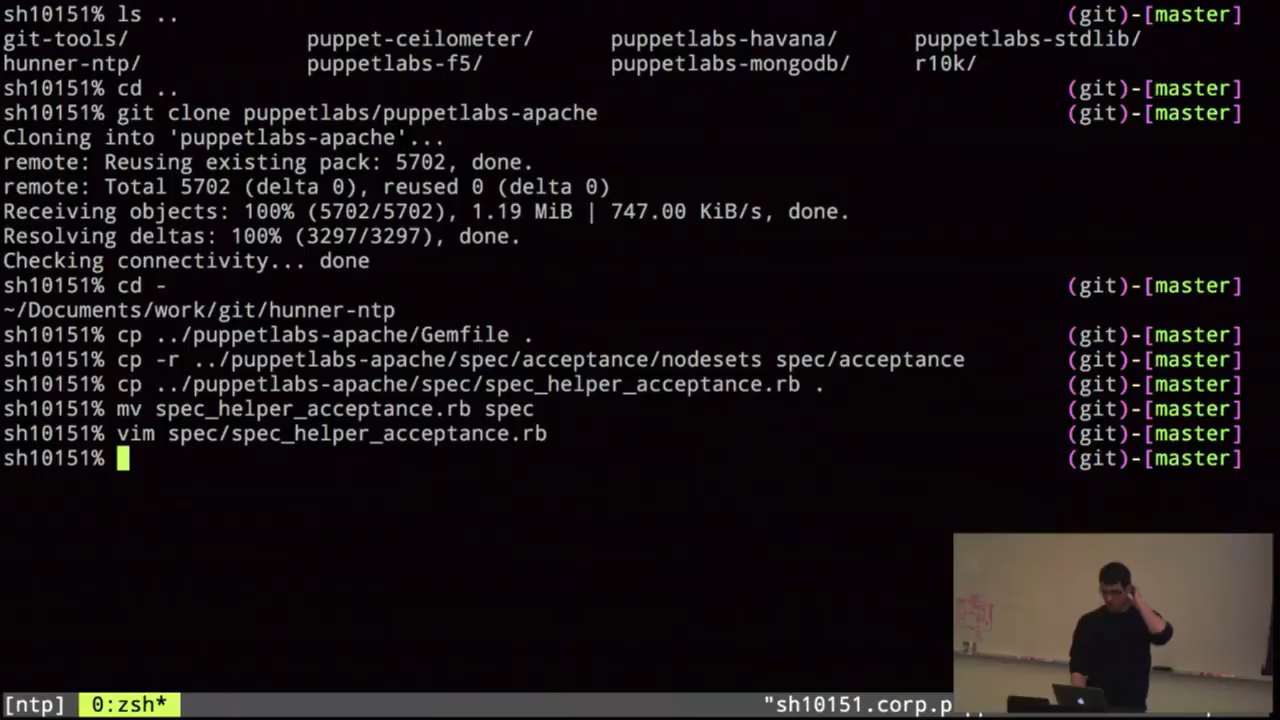 sh10151% ls .. (git)-[master]
git-tools/ puppet-ceilometer/ puppetlabs-havana/ puppetlabs-stdlib/
hunner-ntp/ puppetlabs-f5/ puppetlabs-mongodb/ r10k/
sh10151% cd .. (git)-[master]
sh10151% git clone puppetlabs/puppetlabs-apache (git)-[master]
Cloning into 'puppetlabs-apache'...
remote: Reusing existing pack: 5702, done.
remote: Total 5702 (delta 0), reused 0 (delta 0)
Receiving objects: 100% (5702/5702), 1.19 MiB | 747.00 KiB/s, done.
Resolving deltas: 100% (3297/3297), done.
Checking connectivity... done
sh10151% cd - (git)-[master]
~/Documents/work/git/hunner-ntp
sh10151% cp ../puppetlabs-apache/Gemfile . (git)-[master]
sh10151% cp -r ../puppetlabs-apache/spec/acceptance/nodesets spec/acceptance (git)-[master]
sh10151% cp ../puppetlabs-apache/spec/spec_helper_acceptance.rb . (git)-[master]
sh10151% mv spec_helper_acceptance.rb spec (git)-[master]
sh10151% vim spec/spec_helper_acceptance.rb (git)-[master]
sh10151% (git)-[master]
[ntp] 0:zsh* "sh10151.corp.p